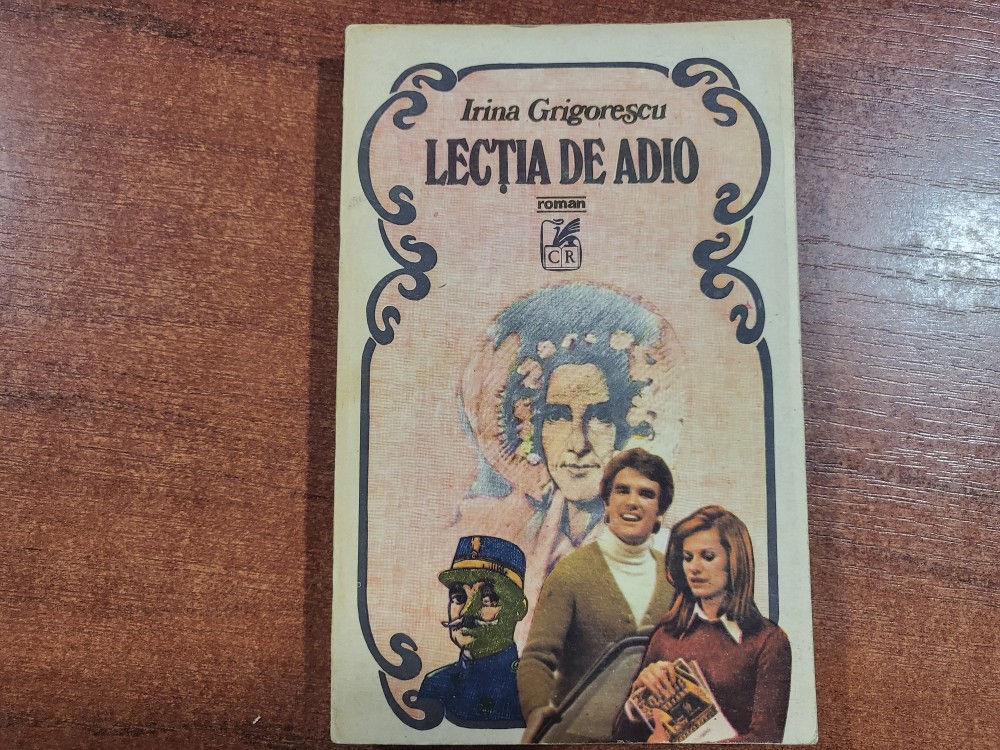 Irina Grigorescu
LECȚIA DE ADIO
roman
CR